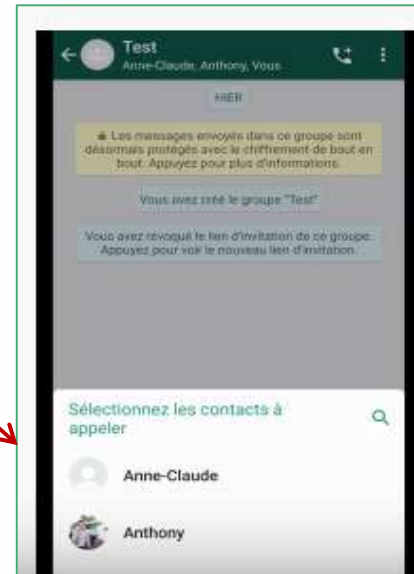 Test
Anne-Claude, Anthony, Vous
HIER
Les messages envoyés dans ce groupe sont
désormais protégés avec le chiffrement de bout en
bout. Appuyez pour plus d'informations.
Vous avez créé le groupe "Test"
Vous avez révoqué le lien d'invitation de ce groupe.
Appuyez pour voir le nouveau lien d'invitation.
Sélectionnez les contacts à
appeler
Anne-Claude
Anthony